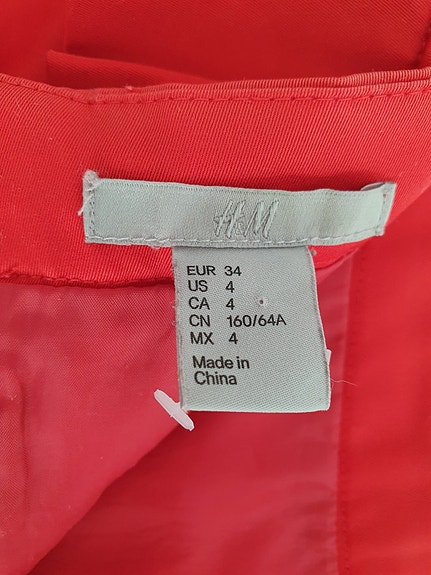 H&M
EUR 34
US 4
CA 4
CN 160/64A
MX 4
Made in
China